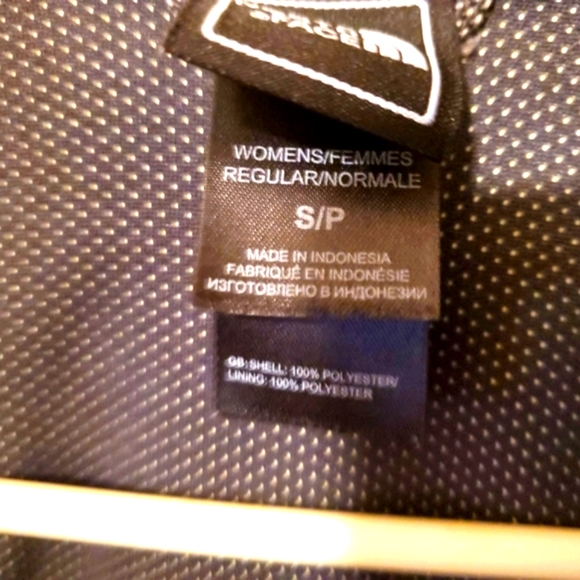 WOMENS/FEMMES
REGULAR/NORMALE
S/P
MADE IN INDONESIA
FABRIQUÉ EN INDONÉSIE
ИЗГОТОВЛЕНО В ИНДОНЕЗИИ
GB:SHELL: 100% POLYESTER/
LINING: 100% POLYESTER